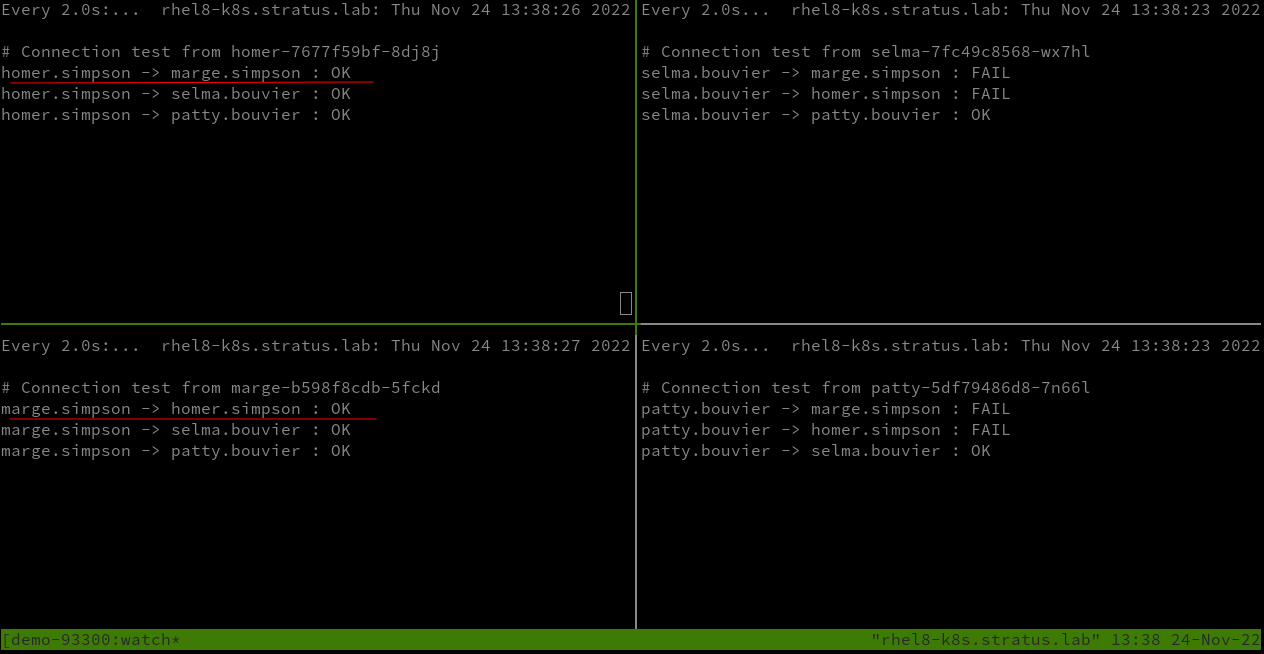 Every 2.0s:...  rhel8-k8s.stratus.lab: Thu Nov 24 13:38:26 2022
# Connection test from homer-7677f59bf-8dj8j
homer.simpson -> marge.simpson : OK
homer.simpson -> selma.bouvier : OK
homer.simpson -> patty.bouvier : OK
Every 2.0s...  rhel8-k8s.stratus.lab: Thu Nov 24 13:38:23 2022
# Connection test from selma-7fc49c8568-wx7hl
selma.bouvier -> marge.simpson : FAIL
selma.bouvier -> homer.simpson : FAIL
selma.bouvier -> patty.bouvier : OK
Every 2.0s:...  rhel8-k8s.stratus.lab: Thu Nov 24 13:38:27 2022
# Connection test from marge-b598f8cdb-5fckd
marge.simpson -> homer.simpson : OK
marge.simpson -> selma.bouvier : OK
marge.simpson -> patty.bouvier : OK
Every 2.0s...  rhel8-k8s.stratus.lab: Thu Nov 24 13:38:23 2022
# Connection test from patty-5df79486d8-7n66l
patty.bouvier -> marge.simpson : FAIL
patty.bouvier -> homer.simpson : FAIL
patty.bouvier -> selma.bouvier : OK
[demo-93300:watch*  "rhel8-k8s.stratus.lab" 13:38 24-Nov-22